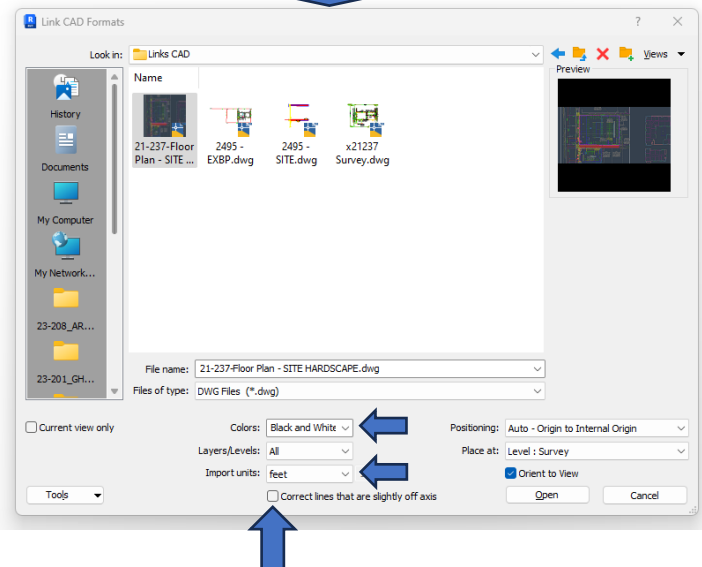 Link CAD Formats
?
Look in:
Links CAD
Views
History
Documents
My Computer
My Network...
23-208_AR...
23-201_GH...
Name
21-237-Floor
Plan - SITE ...
2495 -
EXBP.dwg
2495 -
SITE.dwg
x21237
Survey.dwg
Preview
File name:
21-237-Floor Plan - SITE HARDSCAPE.dwg
Files of type:
DWG Files (*.dwg)
Current view only
Colors:
Black and White
Positioning:
Auto - Origin to Internal Origin
Layers/Levels:
All
Place at:
Level : Survey
Import units:
feet
Orient to View
Correct lines that are slightly off axis
Tools
Open
Cancel